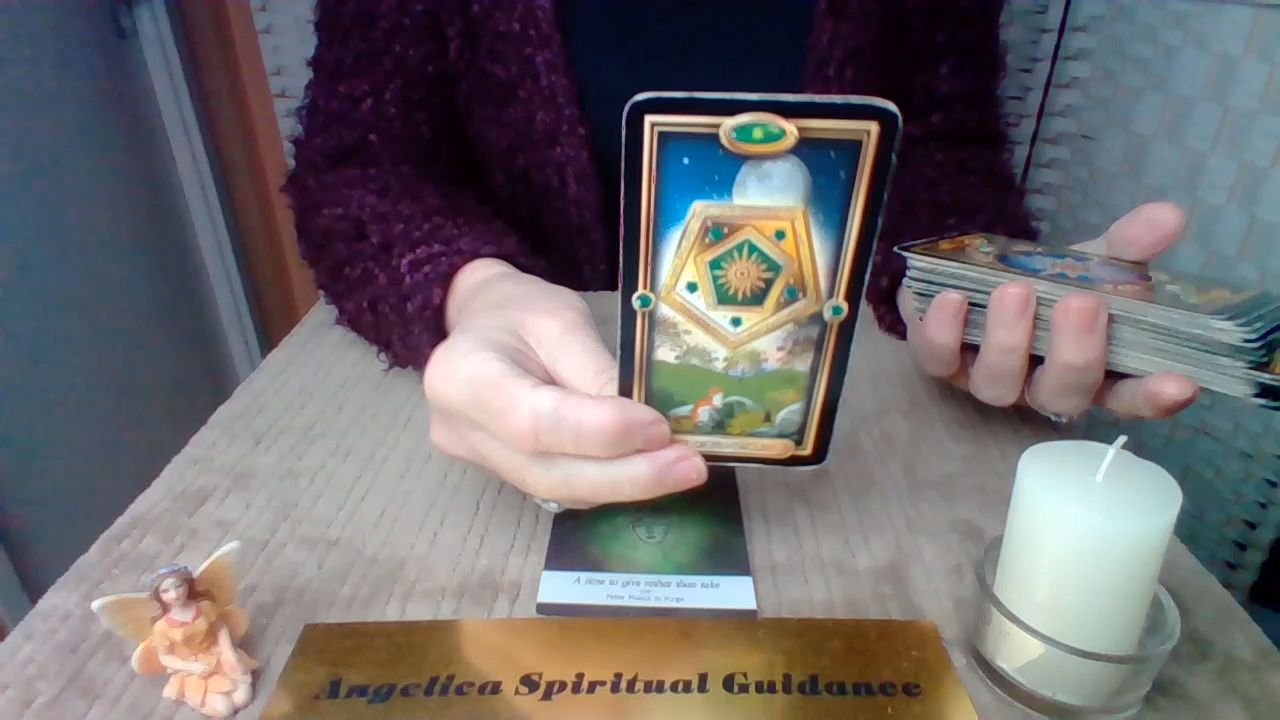 A time to give rather than take
New Moon in Virgo
Angelica Spiritual Guidance